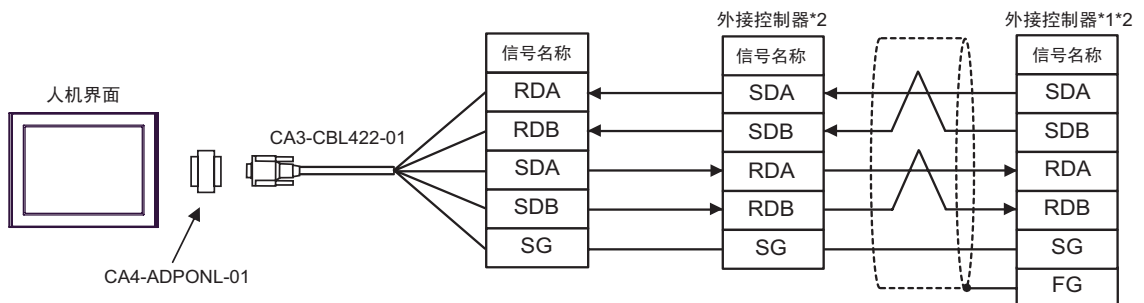 外接控制器*2
外接控制器*1*2
人机界面
CA3-CBL422-01
CA4-ADPONL-01
信号名称
RDA
RDB
SDA
SDB
SG
信号名称
SDA
SDB
RDA
RDB
SG
信号名称
SDA
SDB
RDA
RDB
SG
FG